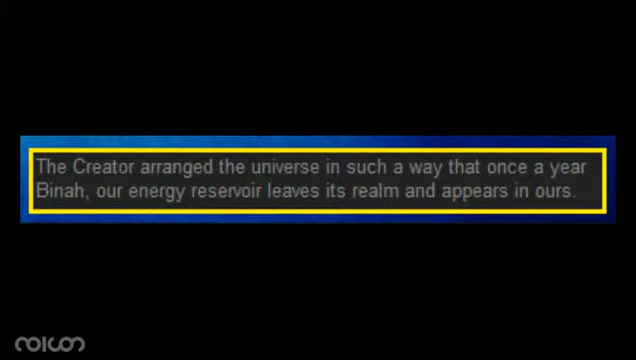 The Creator arranged the universe in such a way that once a year
Binah, our energy reservoir leaves its realm and appears in ours.